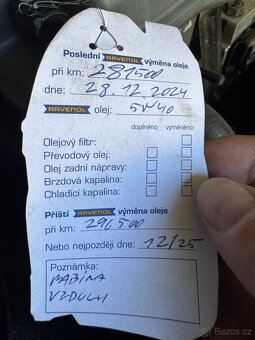 Poslední RAVENOL výměna oleje
při km: 281500
dne: 28.12.2024
RAVENOL olej: 5W40
doplněno vyměněno
Olejový filtr:
Převodový olej:
Olej zadní nápravy:
Brzdová kapalina:
Chladící kapalina:
Příští RAVENOL výměna oleje
při km: 296500
Nebo nejpozději dne: 12/25
Poznámka:
KABINA
VZDUCH
Bazoš.cz